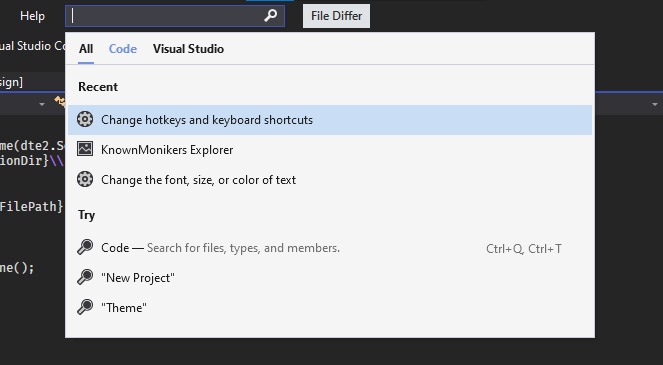 Help
File Differ
ual Studio Co
All Code Visual Studio
sign]
Recent
Change hotkeys and keyboard shortcuts
KnownMonikers Explorer
Change the font, size, or color of text
me(dte2.S
ionDir}\\
FilePath}
ne();
Try
Code — Search for files, types, and members. Ctrl+Q, Ctrl+T
"New Project"
"Theme"